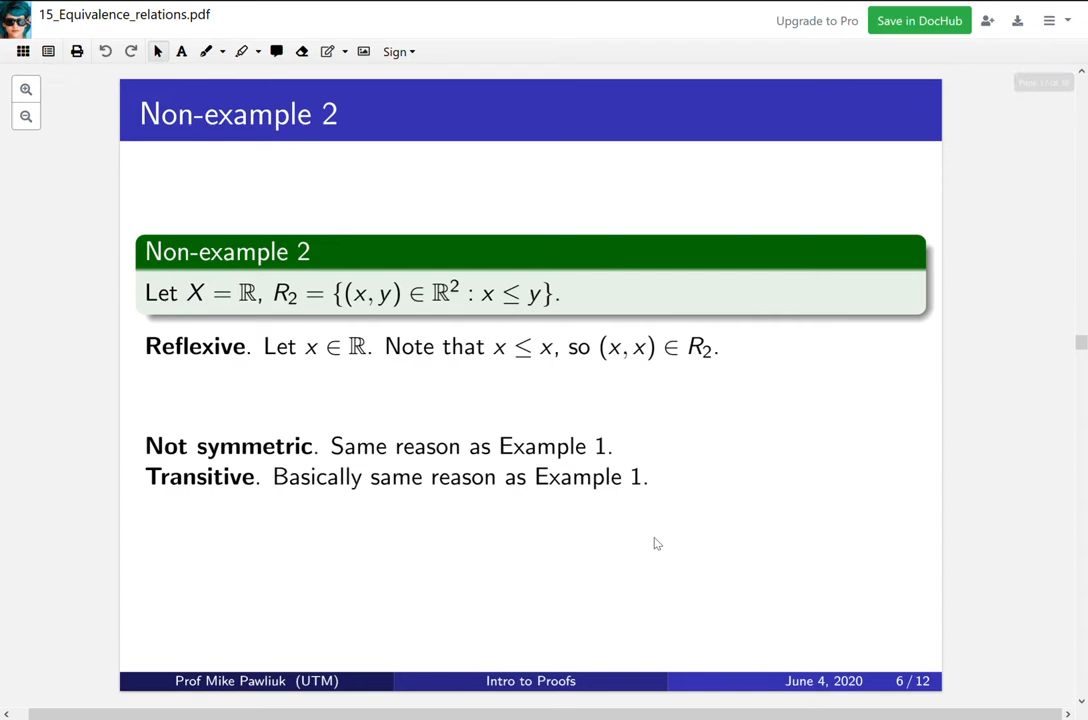 15_Equivalence_relations.pdf
Upgrade to Pro
Save in DocHub
A
Sign
Non-example 2
Non-example 2
Let X = ℝ, R₂ = {(x, y) ∈ ℝ² : x ≤ y}.
Reflexive. Let x ∈ ℝ. Note that x ≤ x, so (x, x) ∈ R₂.
Not symmetric. Same reason as Example 1.
Transitive. Basically same reason as Example 1.
Prof Mike Pawliuk (UTM) Intro to Proofs June 4, 2020 6 / 12